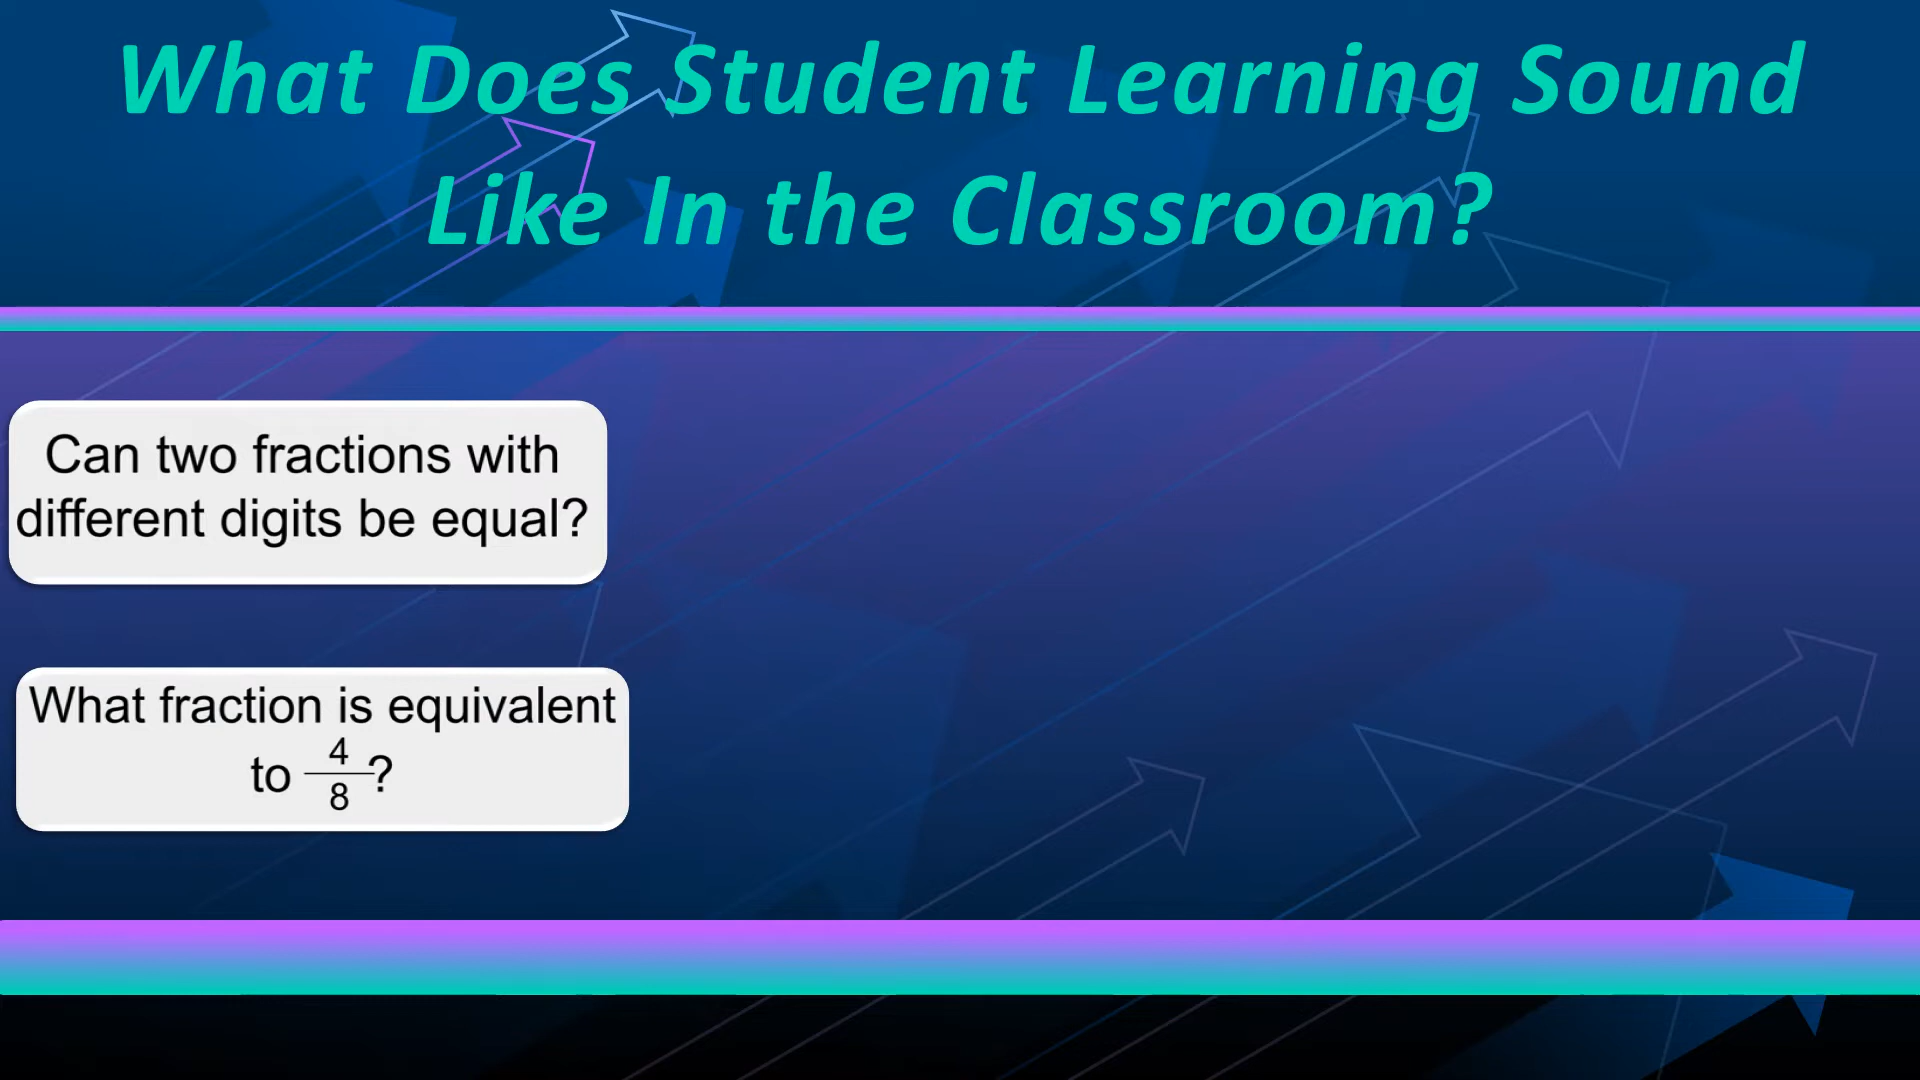 What Does Student Learning Sound
Like In the Classroom?
Can two fractions with
different digits be equal?
What fraction is equivalent
to 4/8?